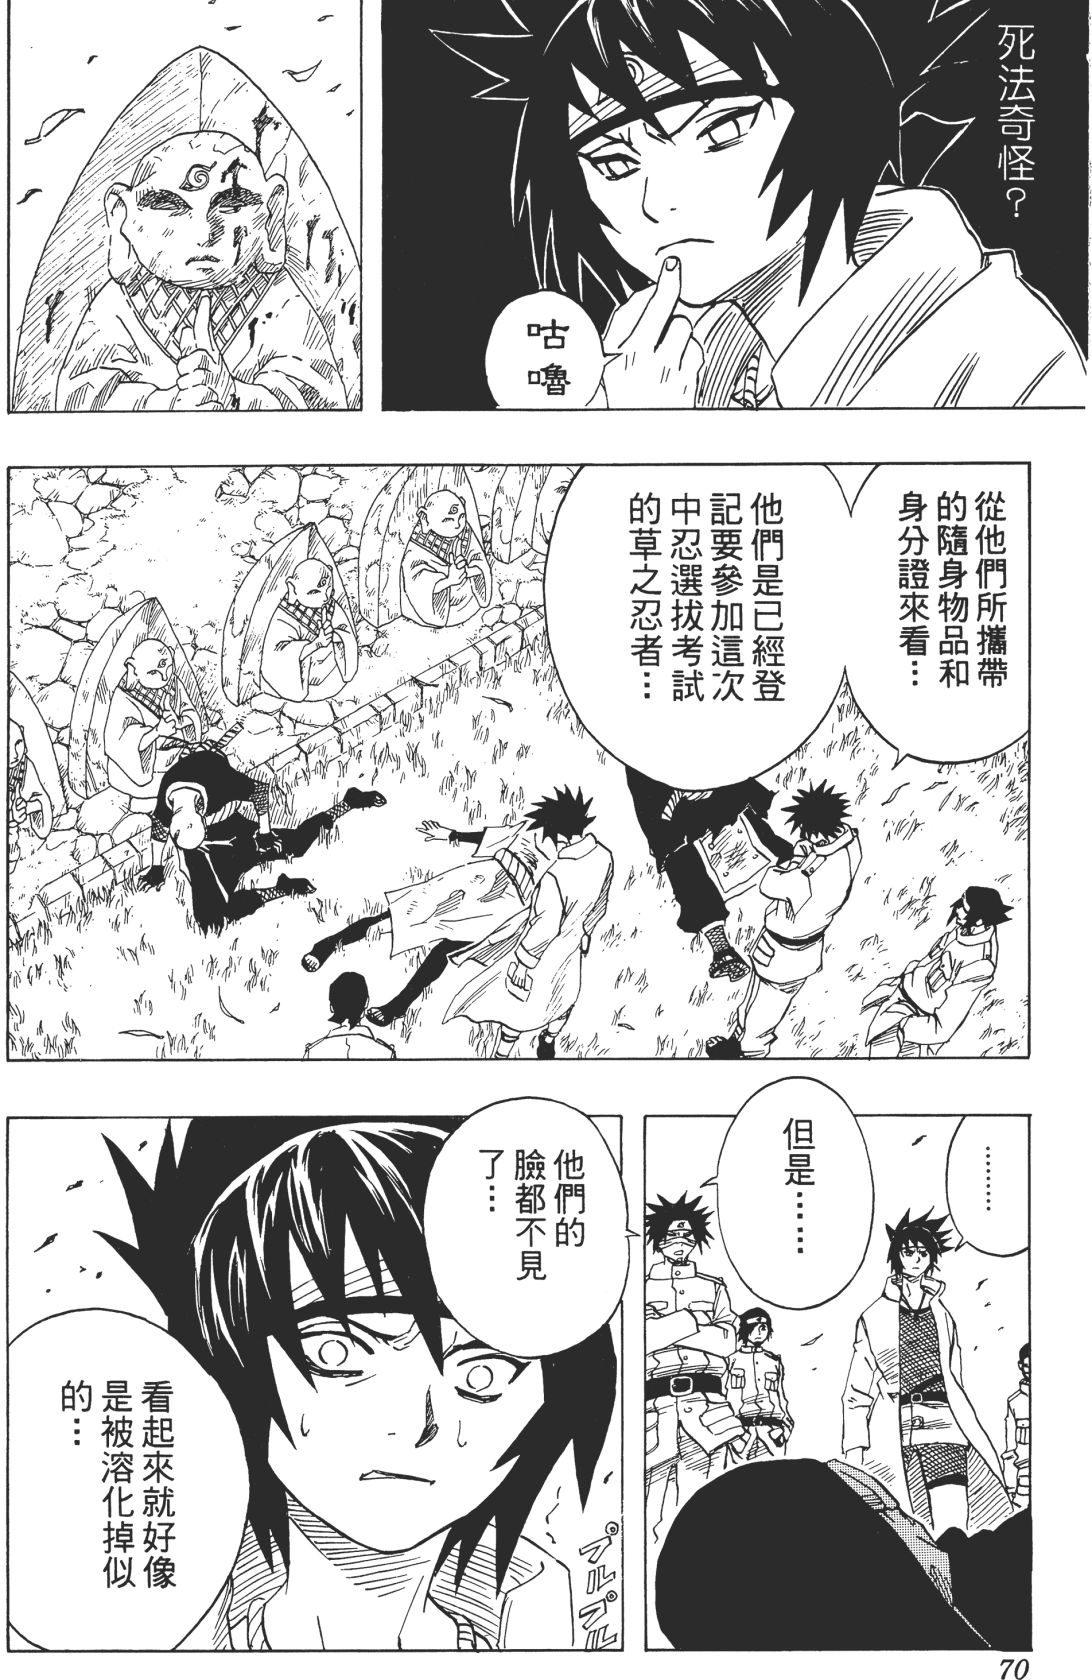 死法奇怪？
咕
嚕
從他們所攜帶
的隨身物品和
身分證來看…
他們是已經登
記要參加這次
中忍選拔考試
的草之忍者…
………
但是……
他們的
臉都不見
了…
看起來就好像
是被溶化掉似
的…
プルプル
70